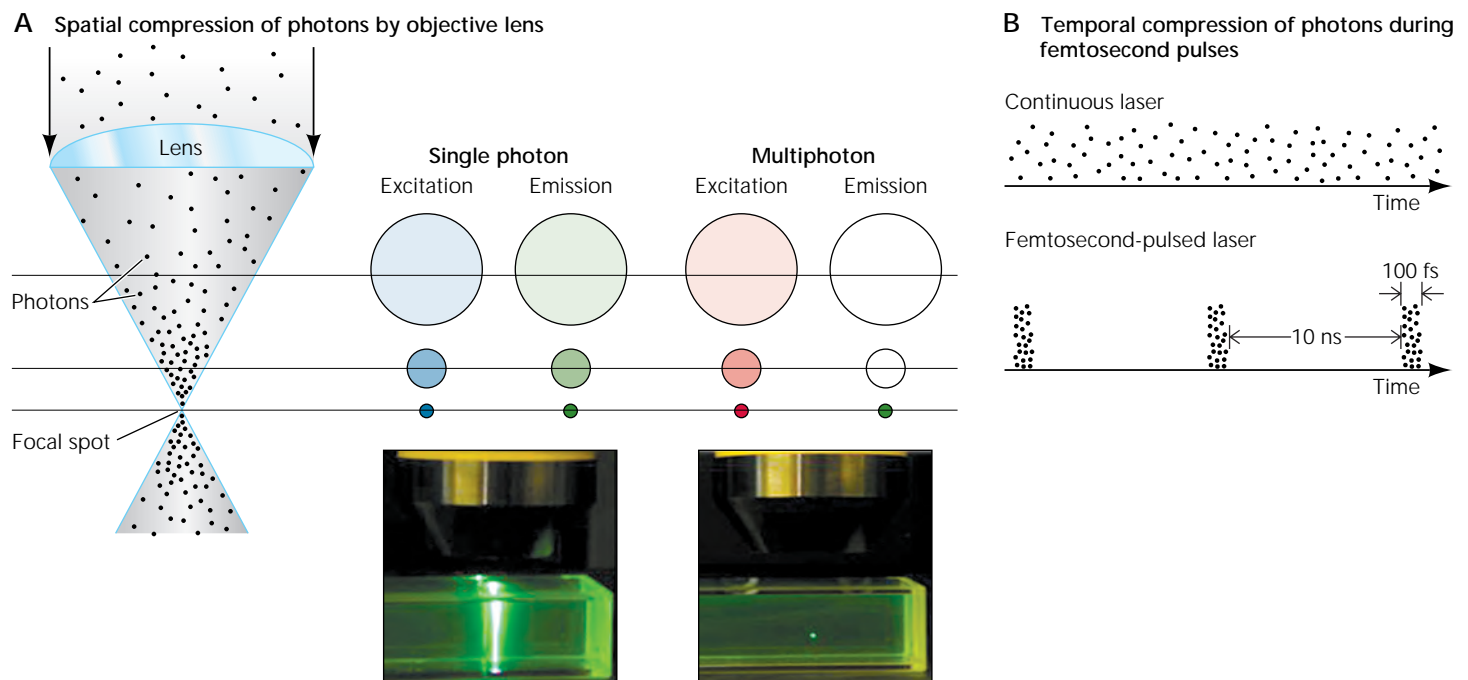 A Spatial compression of photons by objective lens
Lens
Single photon
Multiphoton
Excitation
Emission
Excitation
Emission
Photons
Focal spot
B Temporal compression of photons during
femtosecond pulses
Continuous laser
Time
Femtosecond-pulsed laser
100 fs
10 ns
Time